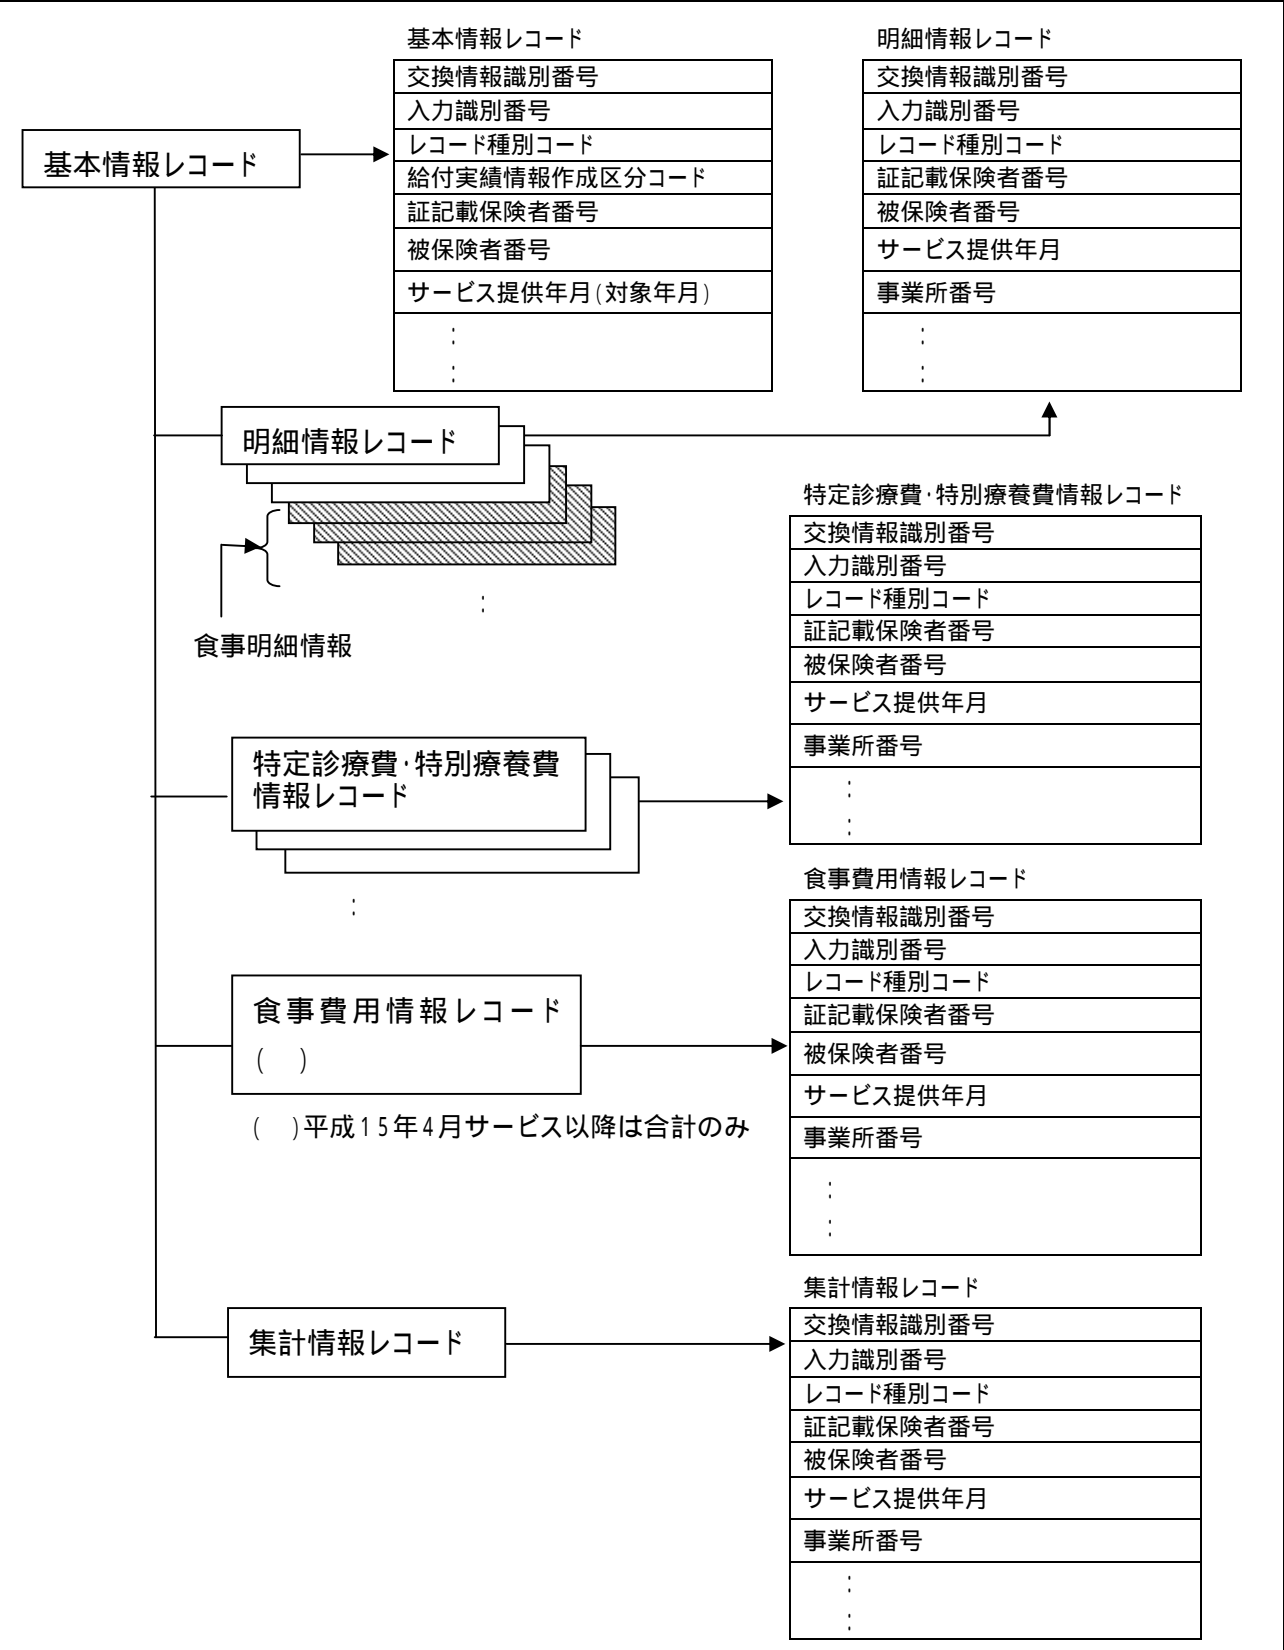 基本情報レコード
基本情報レコード
交換情報識別番号
入力識別番号
レコード種別コード
給付実績情報作成区分コード
証記載保険者番号
被保険者番号
サービス提供年月(対象年月)
:
:
明細情報レコード
交換情報識別番号
入力識別番号
レコード種別コード
証記載保険者番号
被保険者番号
サービス提供年月
事業所番号
:
:
明細情報レコード
:
食事明細情報
特定診療費・特別療養費情報レコード
交換情報識別番号
入力識別番号
レコード種別コード
証記載保険者番号
被保険者番号
サービス提供年月
事業所番号
:
:
特定診療費・特別療養費
情報レコード
:
食事費用情報レコード
交換情報識別番号
入力識別番号
レコード種別コード
証記載保険者番号
被保険者番号
サービス提供年月
事業所番号
:
:
食事費用情報レコード
(　)
(　)平成15年4月サービス以降は合計のみ
集計情報レコード
集計情報レコード
交換情報識別番号
入力識別番号
レコード種別コード
証記載保険者番号
被保険者番号
サービス提供年月
事業所番号
:
: